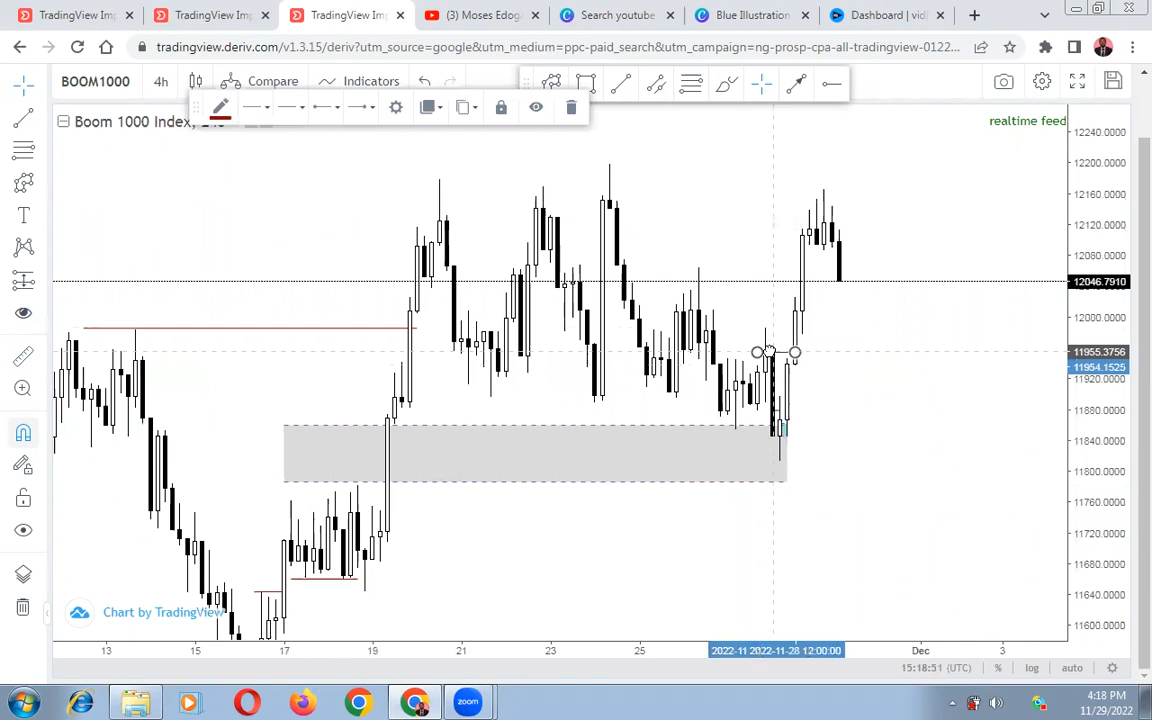 TradingView Imp
TradingView Imp
TradingView Imp
(3) Moses Edog
Search youtube
Blue Illustration
Dashboard | vidI
tradingview.deriv.com/v1.3.15/deriv?utm_source=google&utm_medium=ppc-paid_search&utm_campaign=ng-prosp-cpa-all-tradingview-0122...
BOOM1000
4h
Compare
Indicators
Boom 1000 Index,
realtime feed
12240.0000
12200.0000
12160.0000
12120.0000
12080.0000
12046.7910
12000.0000
11955.3756
11954.1525
11920.0000
11880.0000
11840.0000
11800.0000
11760.0000
11720.0000
11680.0000
11640.0000
11600.0000
Chart by TradingView
13
15
17
19
21
23
25
2022-11
2022-11-28 12:00:00
Dec
3
15:18:51 (UTC)
%
log
auto
zoom
4:18 PM
11/29/2022